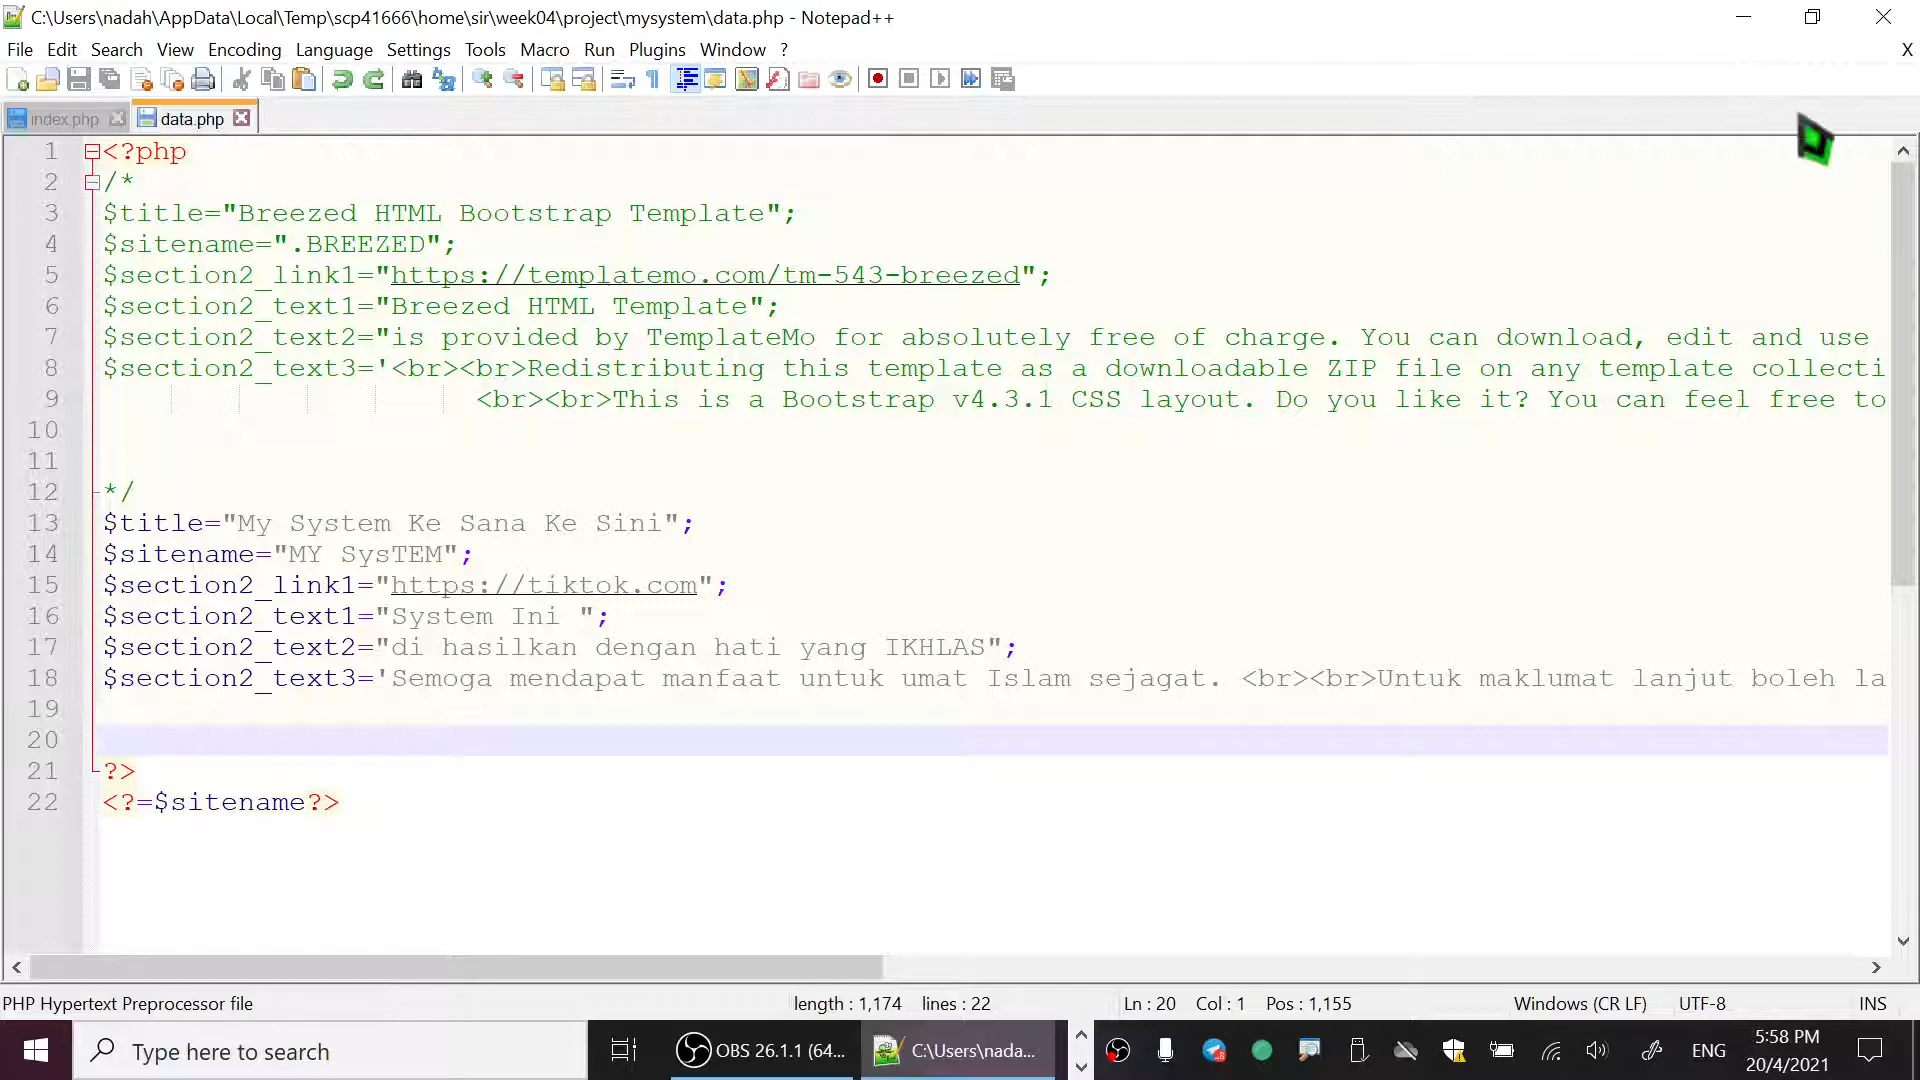 C:\Users\nadah\AppData\Local\Temp\scp41666\home\sir\week04\project\mysystem\data.php - Notepad++
File Edit Search View Encoding Language Settings Tools Macro Run Plugins Window ?
X
index.php data.php
1 <?php
2 /*
3 $title="Breezed HTML Bootstrap Template";
4 $sitename=".BREEZED";
5 $section2_link1="https://templatemo.com/tm-543-breezed";
6 $section2_text1="Breezed HTML Template";
7 $section2_text2="is provided by TemplateMo for absolutely free of charge. You can download, edit and use
8 $section2_text3='<br><br>Redistributing this template as a downloadable ZIP file on any template collecti
9 <br><br>This is a Bootstrap v4.3.1 CSS layout. Do you like it? You can feel free to
10
11
12 */
13 $title="My System Ke Sana Ke Sini";
14 $sitename="MY SysTEM";
15 $section2_link1="https://tiktok.com";
16 $section2_text1="System Ini ";
17 $section2_text2="di hasilkan dengan hati yang IKHLAS";
18 $section2_text3='Semoga mendapat manfaat untuk umat Islam sejagat. <br><br>Untuk maklumat lanjut boleh la
19
20
21 ?>
22 <?=$sitename?>
PHP Hypertext Preprocessor file length : 1,174 lines : 22 Ln : 20 Col : 1 Pos : 1,155 Windows (CR LF) UTF-8 INS
Type here to search OBS 26.1.1 (64... C:\Users\nada... ENG 5:58 PM
20/4/2021